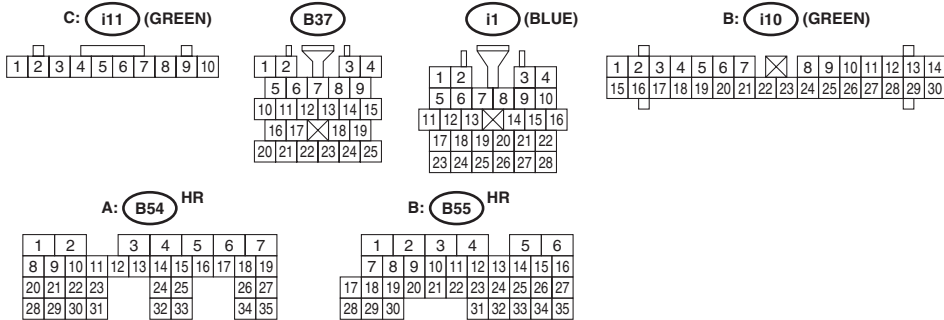 C: i11 (GREEN)
B37
i1 (BLUE)
B: i10 (GREEN)
1 2 3 4 5 6 7 8 9 10
1 2 3 4
5 6 7 8 9
10 11 12 13 14 15
16 17 18 19
20 21 22 23 24 25
1 2 3 4
5 6 7 8 9 10
11 12 13 14 15 16
17 18 19 20 21 22
23 24 25 26 27 28
1 2 3 4 5 6 7 8 9 10 11 12 13 14
15 16 17 18 19 20 21 22 23 24 25 26 27 28 29 30
A: B54 HR
B: B55 HR
1 2 3 4 5 6 7
8 9 10 11 12 13 14 15 16 17 18 19
20 21 22 23 24 25 26 27
28 29 30 31 32 33 34 35
1 2 3 4 5 6
7 8 9 10 11 12 13 14 15 16
17 18 19 20 21 22 23 24 25 26 27
28 29 30 31 32 33 34 35